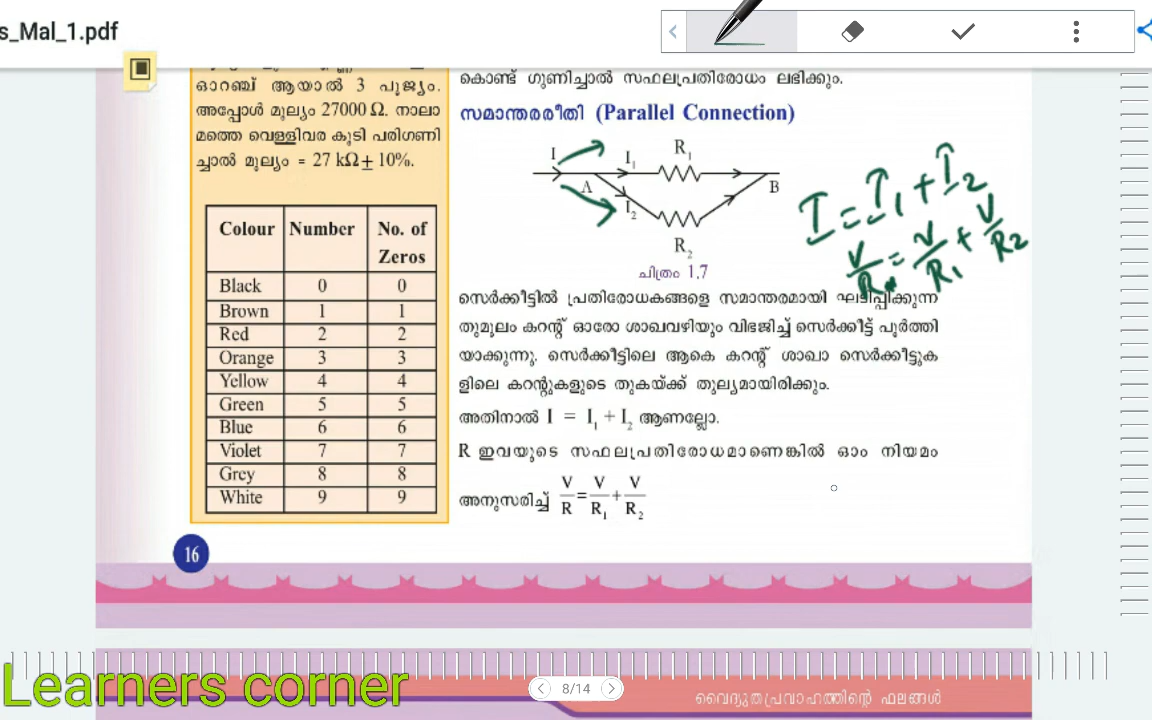 s_Mal_1.pdf
ഓറഞ്ച് ആയാൽ 3 പൂജ്യം.
അപ്പോൾ മൂല്യം 27000 Ω. നാലാ
മത്തെ വെള്ളിവര കൂടി പരിഗണി
ച്ചാൽ മൂല്യം = 27 kΩ ± 10%.
Colour Number No. of Zeros
Black 0 0
Brown 1 1
Red 2 2
Orange 3 3
Yellow 4 4
Green 5 5
Blue 6 6
Violet 7 7
Grey 8 8
White 9 9
16
കൊണ്ട് ഗുണിച്ചാൽ സഫലപ്രതിരോധം ലഭിക്കും.
സമാന്തരരീതി (Parallel Connection)
I I₁ R₁
A B
I₂ R₂
I = I₁ + I₂
V/R = V/R₁ + V/R₂
ചിത്രം 1.7
സെർക്കീട്ടിൽ പ്രതിരോധകങ്ങളെ സമാന്തരമായി ഘടിപ്പിക്കുന്ന
തുമൂലം കറന്റ് ഓരോ ശാഖവഴിയും വിഭജിച്ച് സെർക്കീട്ട് പൂർത്തി
യാക്കുന്നു. സെർക്കീട്ടിലെ ആകെ കറന്റ് ശാഖാ സെർക്കീട്ടുക
ളിലെ കറന്റുകളുടെ തുകയ്ക്ക് തുല്യമായിരിക്കും.
അതിനാൽ I = I₁ + I₂ ആണല്ലോ.
R ഇവയുടെ സഫലപ്രതിരോധമാണെങ്കിൽ ഓം നിയമം
അനുസരിച്ച് V/R = V/R₁ + V/R₂
Learners corner
8/14
വൈദ്യുതപ്രവാഹത്തിന്റെ ഫലങ്ങൾ